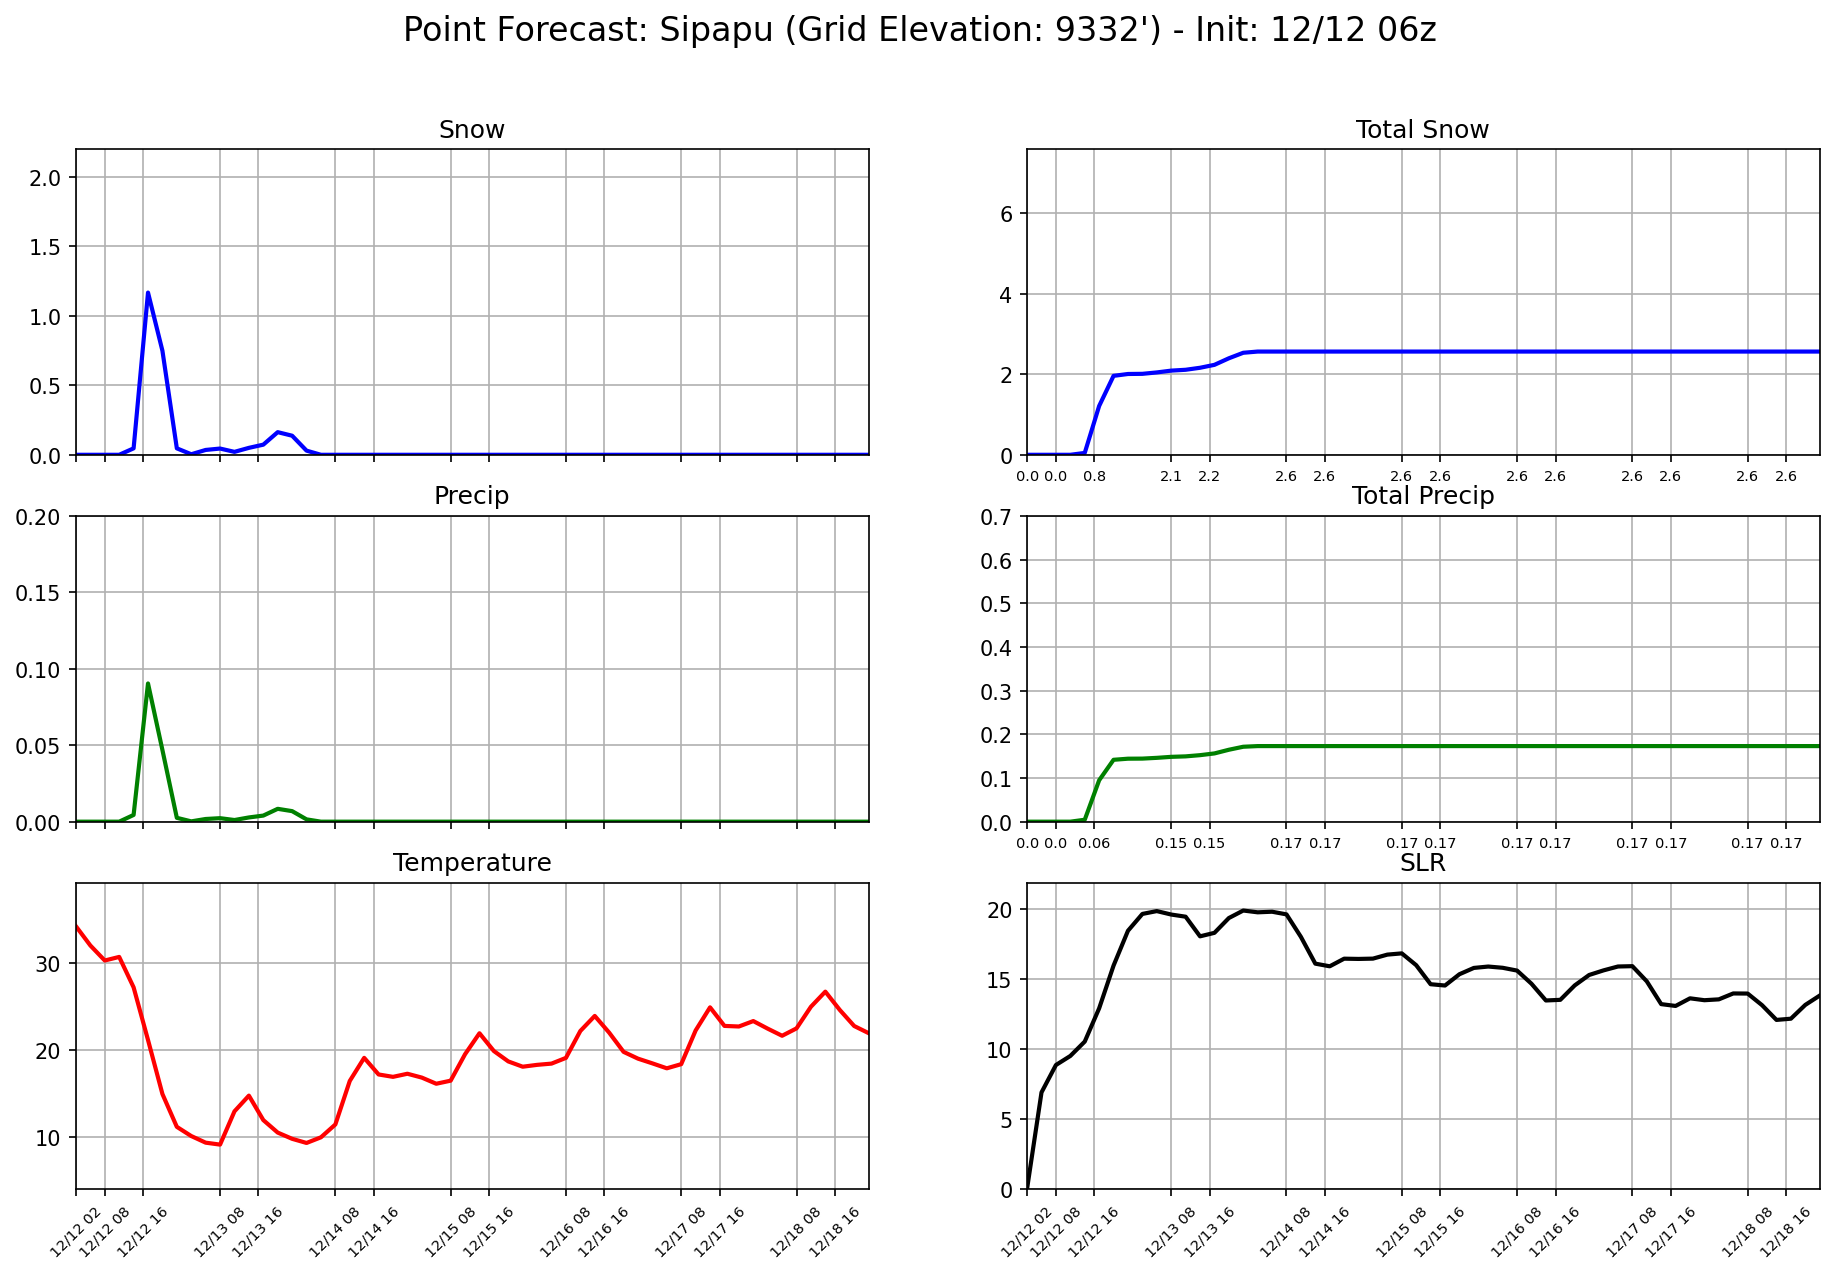 Point Forecast: Sipapu (Grid Elevation: 9332') - Init: 12/12 06z
Snow
2.0
1.5
1.0
0.5
0.0
Total Snow
6
4
2
0
0.0 0.0 0.8 2.1 2.2 2.6 2.6 2.6 2.6 2.6 2.6 2.6 2.6 2.6 2.6
Precip
0.20
0.15
0.10
0.05
0.00
Total Precip
0.7
0.6
0.5
0.4
0.3
0.2
0.1
0.0
0.0 0.0 0.06 0.15 0.15 0.17 0.17 0.17 0.17 0.17 0.17 0.17 0.17 0.17 0.17
Temperature
30
20
10
12/12 02 12/12 08 12/12 16 12/13 08 12/13 16 12/14 08 12/14 16 12/15 08 12/15 16 12/16 08 12/16 16 12/17 08 12/17 16 12/18 08 12/18 16
SLR
20
15
10
5
0
12/12 02 12/12 08 12/12 16 12/13 08 12/13 16 12/14 08 12/14 16 12/15 08 12/15 16 12/16 08 12/16 16 12/17 08 12/17 16 12/18 08 12/18 16